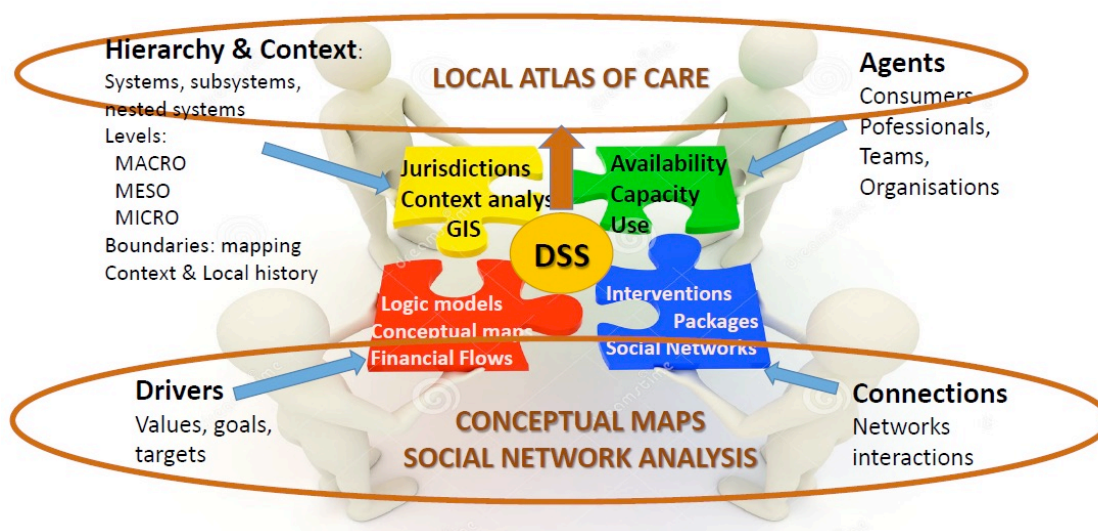 Hierarchy & Context:
Systems, subsystems,
nested systems
Levels:
MACRO
MESO
MICRO
Boundaries: mapping
Context & Local history
LOCAL ATLAS OF CARE
Agents
Consumers
Pofessionals,
Teams,
Organisations
Jurisdictions
Context analys
GIS
Availability
Capacity
Use
DSS
Logic models
Conceptual maps
Financial Flows
Interventions
Packages
Social Networks
Drivers
Values, goals,
targets
CONCEPTUAL MAPS
SOCIAL NETWORK ANALYSIS
Connections
Networks
interactions